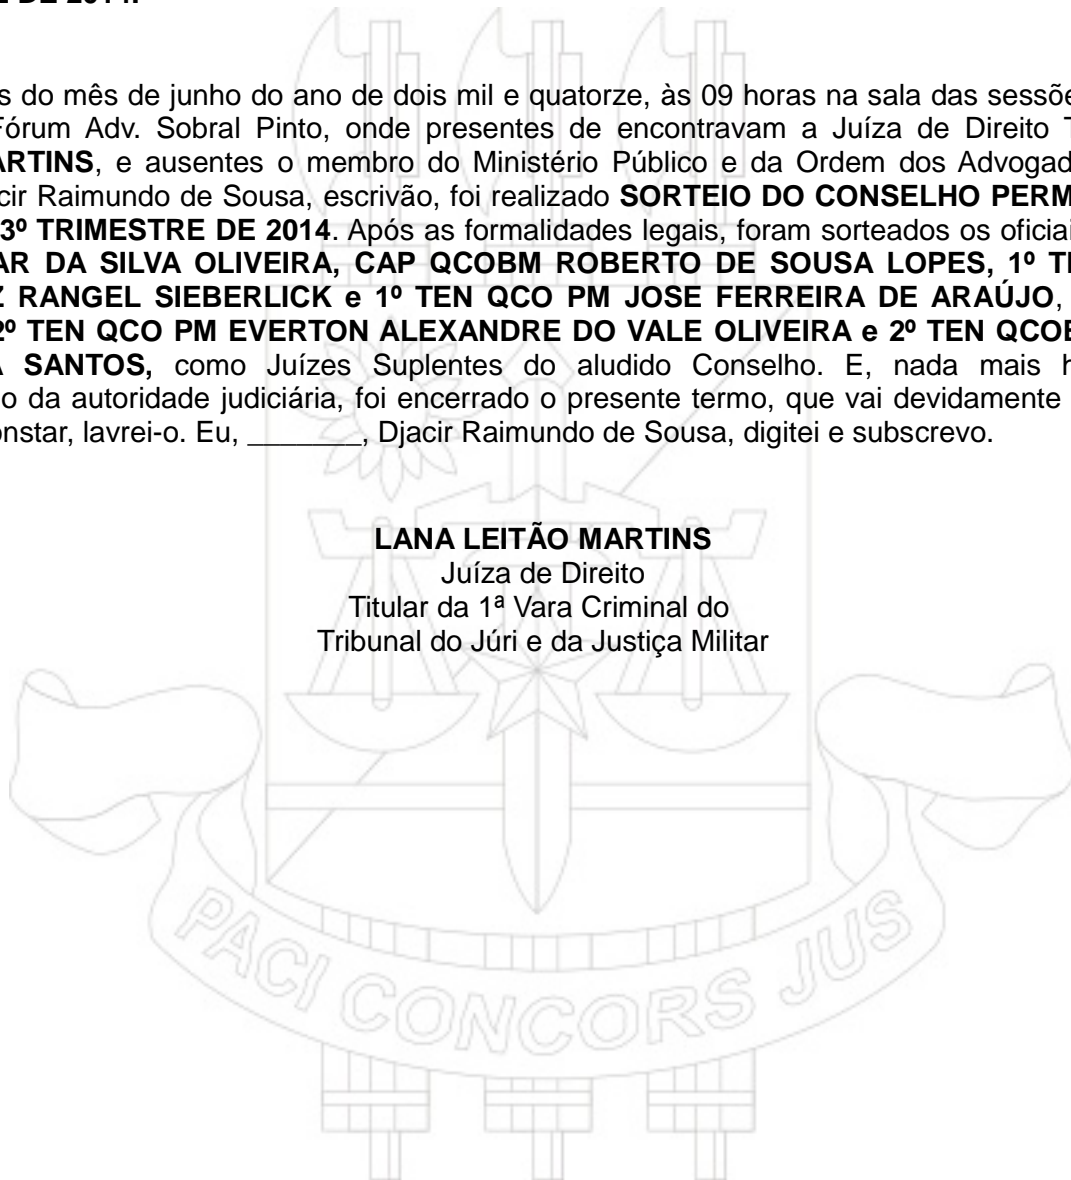 DE 2014.
s do mês de junho do ano de dois mil e quatorze, às 09 horas na sala das sessõe
Fórum Adv. Sobral Pinto, onde presentes de encontravam a Juíza de Direito T
ARTINS, e ausentes o membro do Ministério Público e da Ordem dos Advogad
cir Raimundo de Sousa, escrivão, foi realizado SORTEIO DO CONSELHO PERM
3º TRIMESTRE DE 2014. Após as formalidades legais, foram sorteados os oficiai
AR DA SILVA OLIVEIRA, CAP QCOBM ROBERTO DE SOUSA LOPES, 1º T
Z RANGEL SIEBERLICK e 1º TEN QCO PM JOSE FERREIRA DE ARAÚJO,
2º TEN QCO PM EVERTON ALEXANDRE DO VALE OLIVEIRA e 2º TEN QCOB
A SANTOS, como Juízes Suplentes do aludido Conselho. E, nada mais h
o da autoridade judiciária, foi encerrado o presente termo, que vai devidamente
onstar, lavrei-o. Eu, _______, Djacir Raimundo de Sousa, digitei e subscrevo.
LANA LEITÃO MARTINS
Juíza de Direito
Titular da 1ª Vara Criminal do
Tribunal do Júri e da Justiça Militar
PACI CONCORS JUS